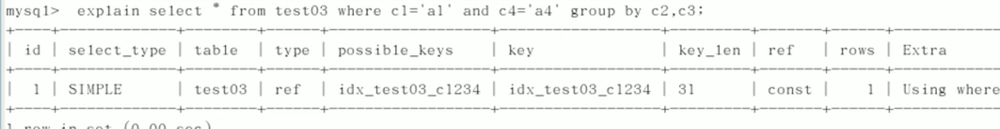 mysql>  explain select * from test03 where c1='a1' and c4='a4' group by c2,c3;
+----+-------------+--------+------+-----------------+-----------------+---------+-------+------+-------------
| id | select_type | table | type | possible_keys | key | key_len | ref | rows | Extra
+----+-------------+--------+------+-----------------+-----------------+---------+-------+------+-------------
| 1 | SIMPLE | test03 | ref | idx_test03_c1234 | idx_test03_c1234 | 31 | const | 1 | Using where
+----+-------------+--------+------+-----------------+-----------------+---------+-------+------+-------------
1 row in set (0.00 sec)